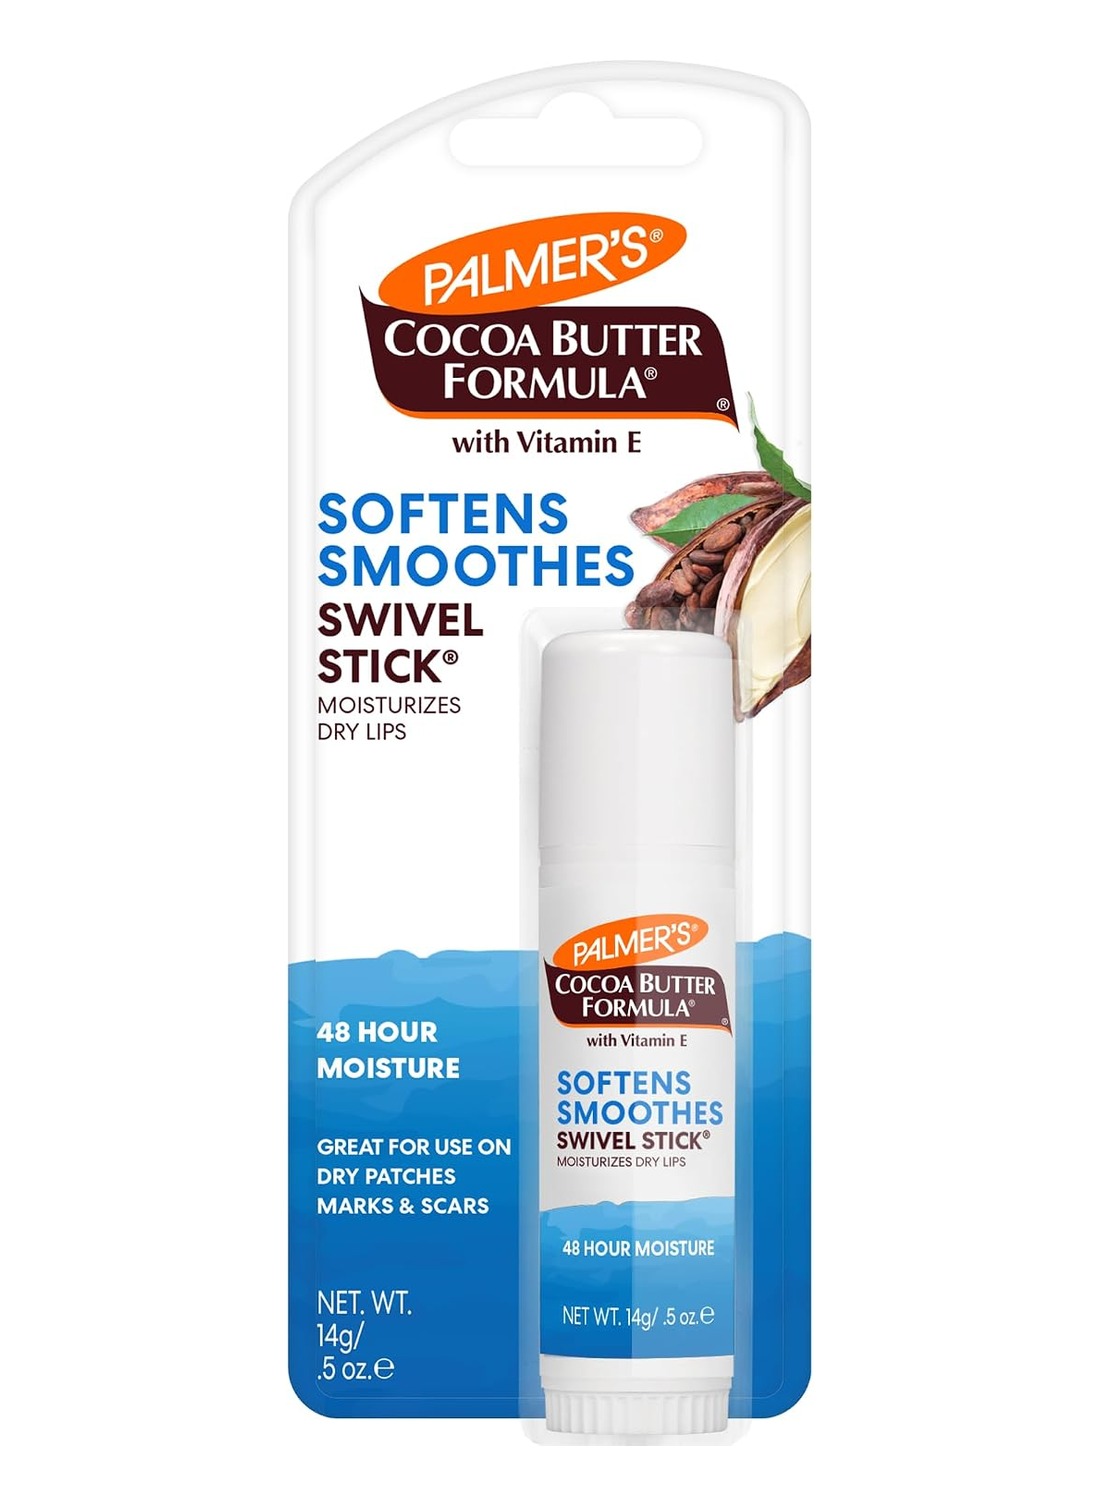 PALMER'S®
COCOA BUTTER
FORMULA®
®
with Vitamin E
SOFTENS
SMOOTHES
SWIVEL
STICK®
MOISTURIZES
DRY LIPS
48 HOUR
MOISTURE
GREAT FOR USE ON
DRY PATCHES
MARKS & SCARS
NET. WT.
14g/
.5 oz.℮
PALMER'S®
COCOA BUTTER
FORMULA®
®
with Vitamin E
SOFTENS
SMOOTHES
SWIVEL STICK®
MOISTURIZES DRY LIPS
48 HOUR MOISTURE
NET WT. 14g/ .5 oz.℮